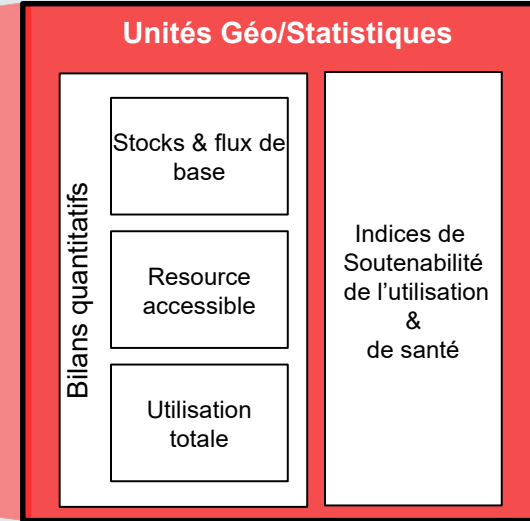 Unités Géo/Statistiques
Bilans quantitatifs
Stocks & flux de
base
Resource
accessible
Utilisation
totale
Indices de
Soutenabilité
de l’utilisation
&
de santé